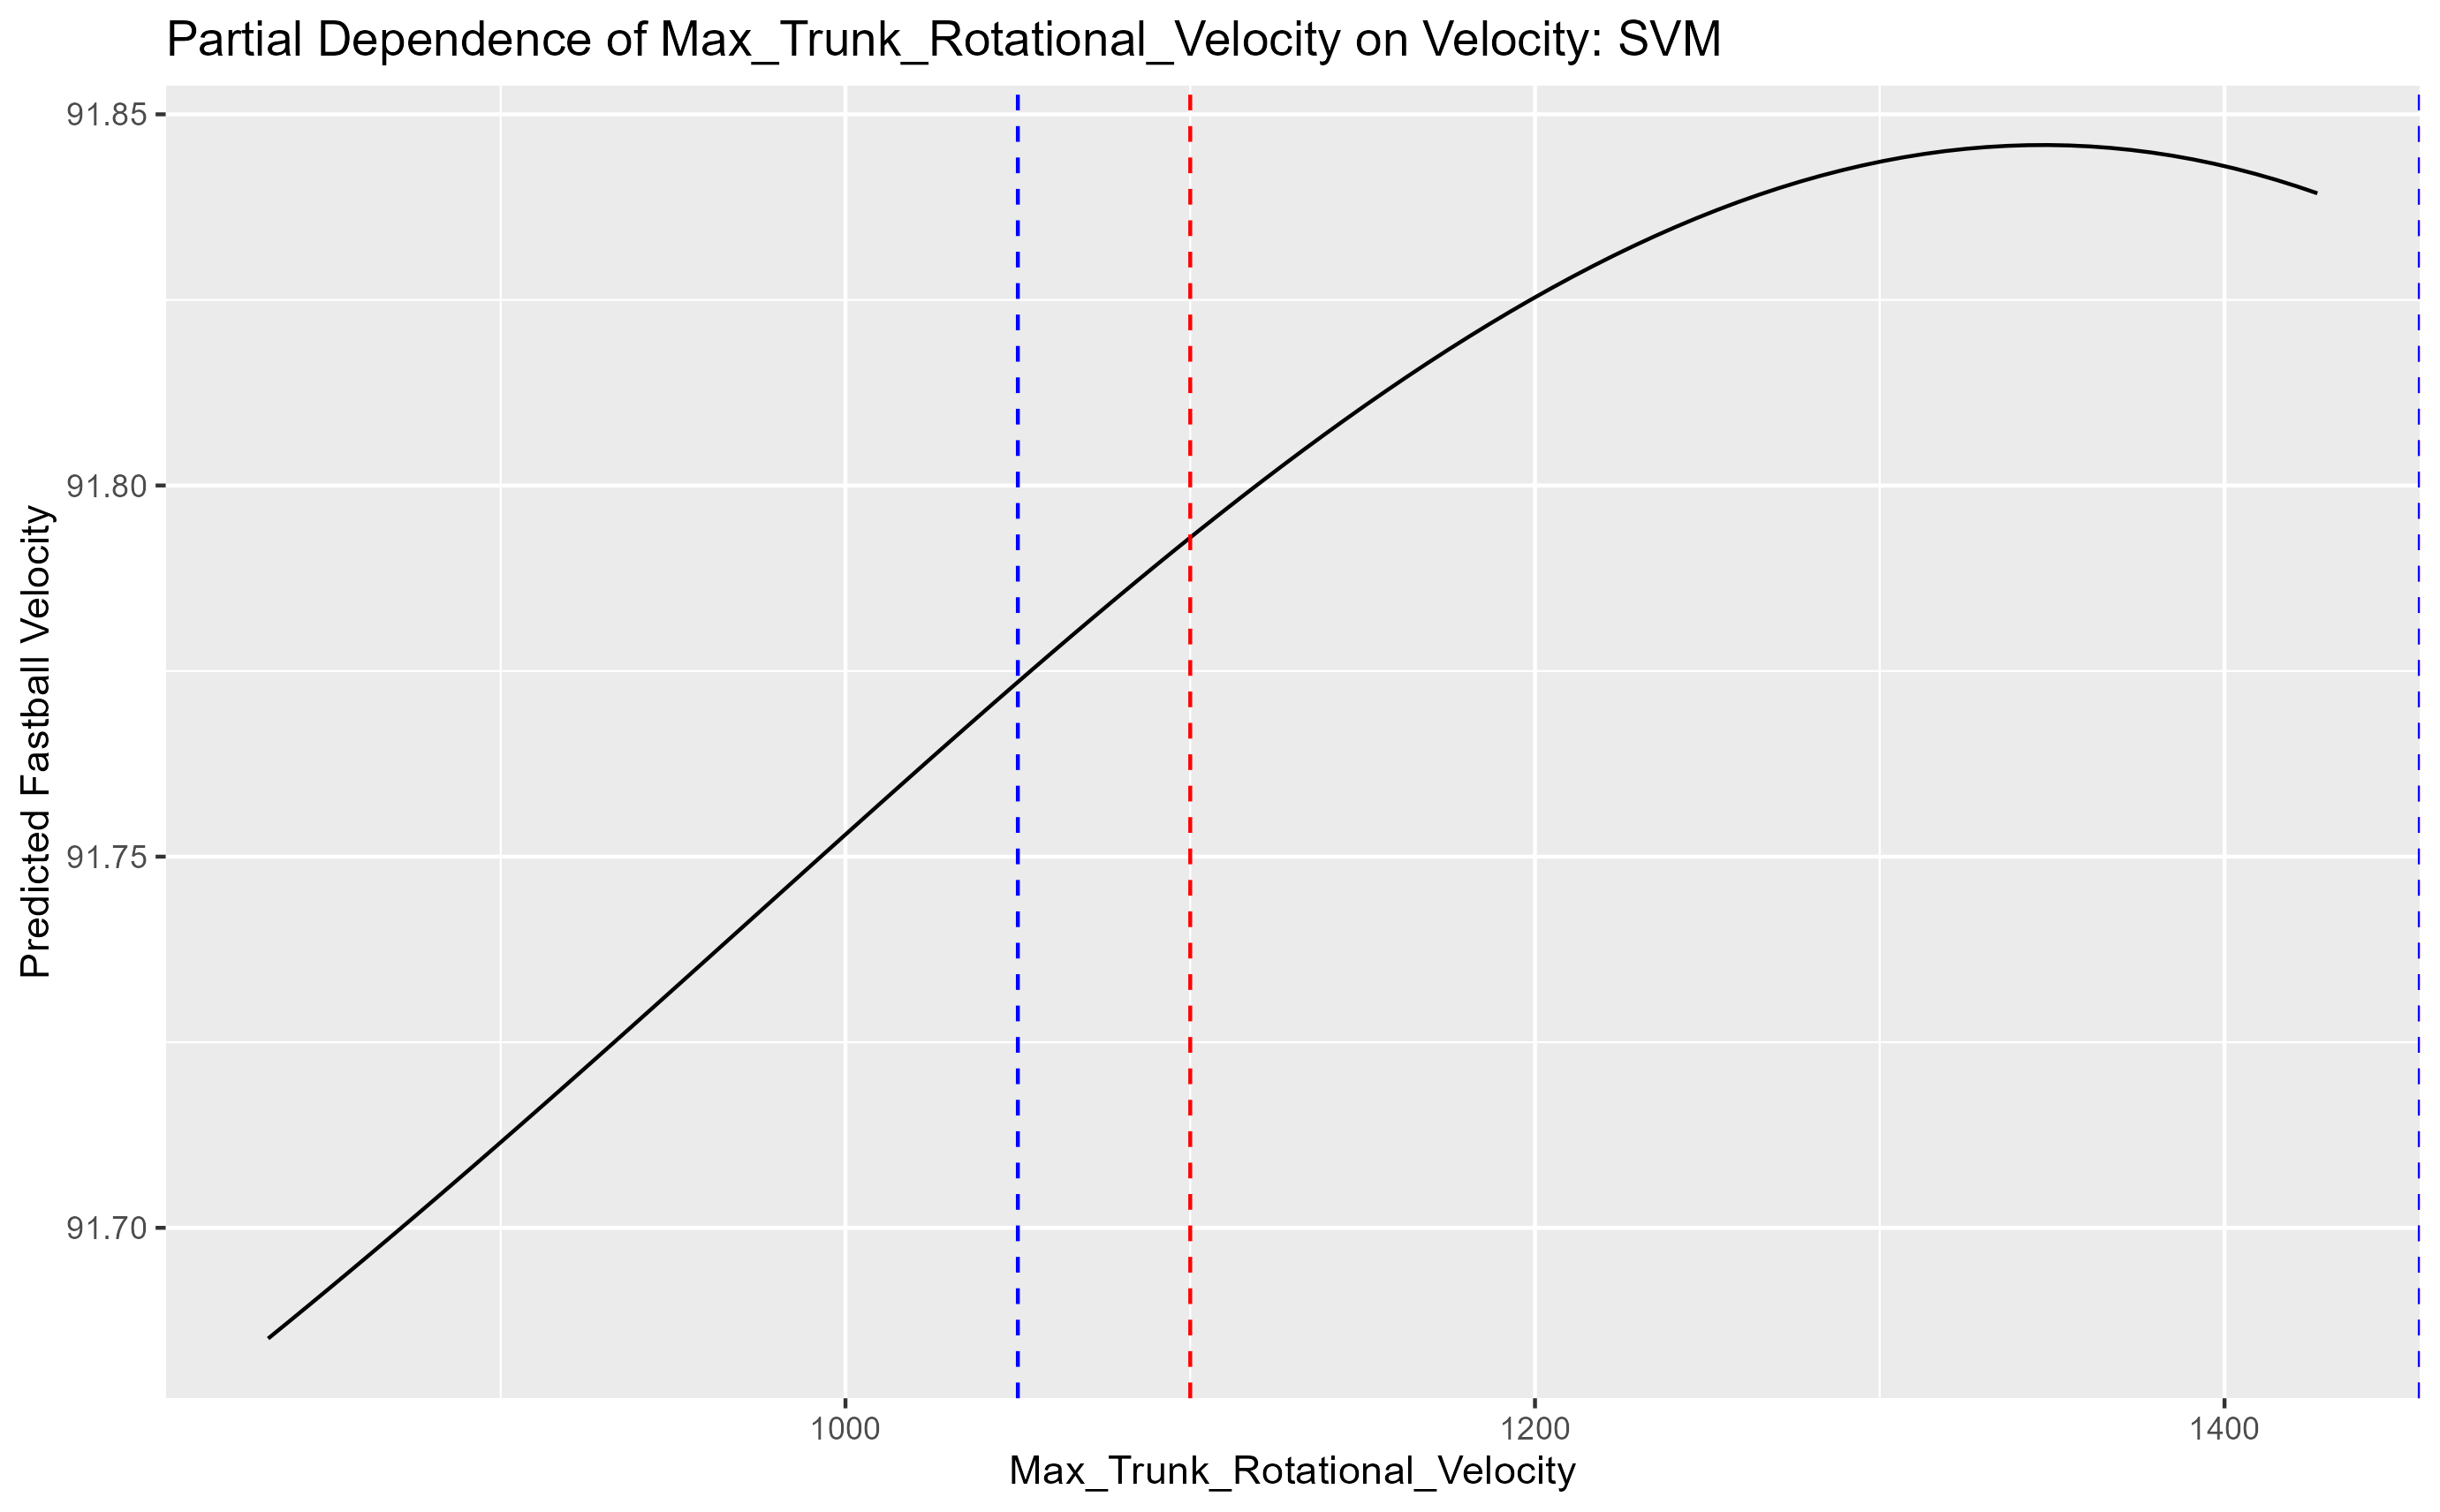 Partial Dependence of Max_Trunk_Rotational_Velocity on Velocity: SVM
Predicted Fastball Velocity
91.85
91.80
91.75
91.70
1000 1200 1400
Max_Trunk_Rotational_Velocity